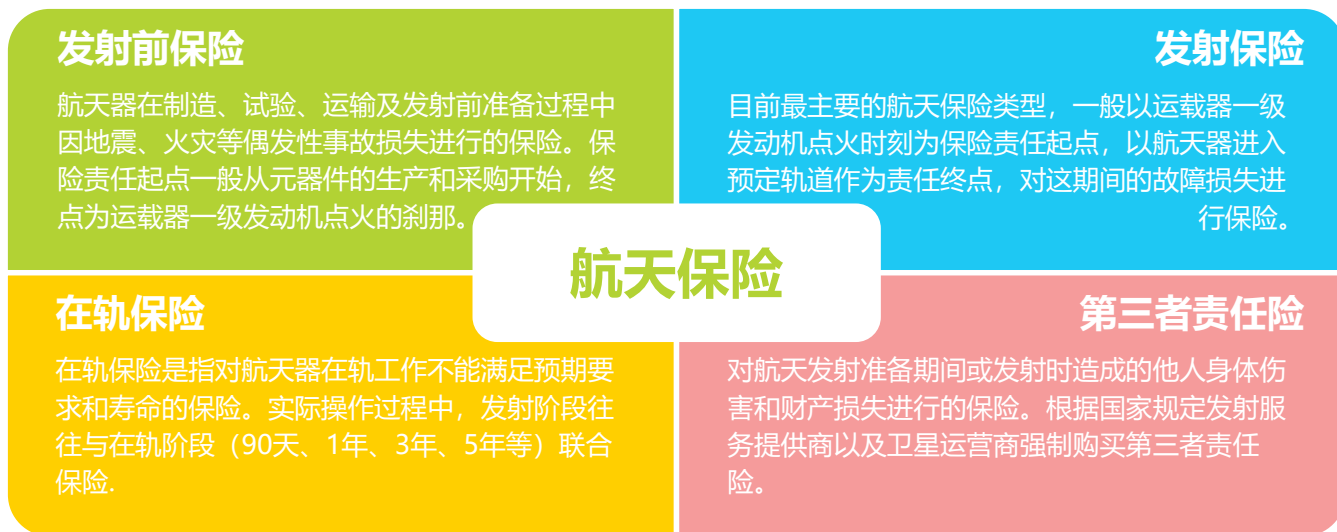 发射前保险
航天器在制造、试验、运输及发射前准备过程中
因地震、火灾等偶发性事故损失进行的保险。保
险责任起点一般从元器件的生产和采购开始，终
点为运载器一级发动机点火的刹那。
发射保险
目前最主要的航天保险类型，一般以运载器一级
发动机点火时刻为保险责任起点，以航天器进入
预定轨道作为责任终点，对这期间的故障损失进
行保险。
航天保险
在轨保险
在轨保险是指对航天器在轨工作不能满足预期要
求和寿命的保险。实际操作过程中，发射阶段往
往与在轨阶段（90天、1年、3年、5年等）联合
保险.
第三者责任险
对航天发射准备期间或发射时造成的他人身体伤
害和财产损失进行的保险。根据国家规定发射服
务提供商以及卫星运营商强制购买第三者责任
险。